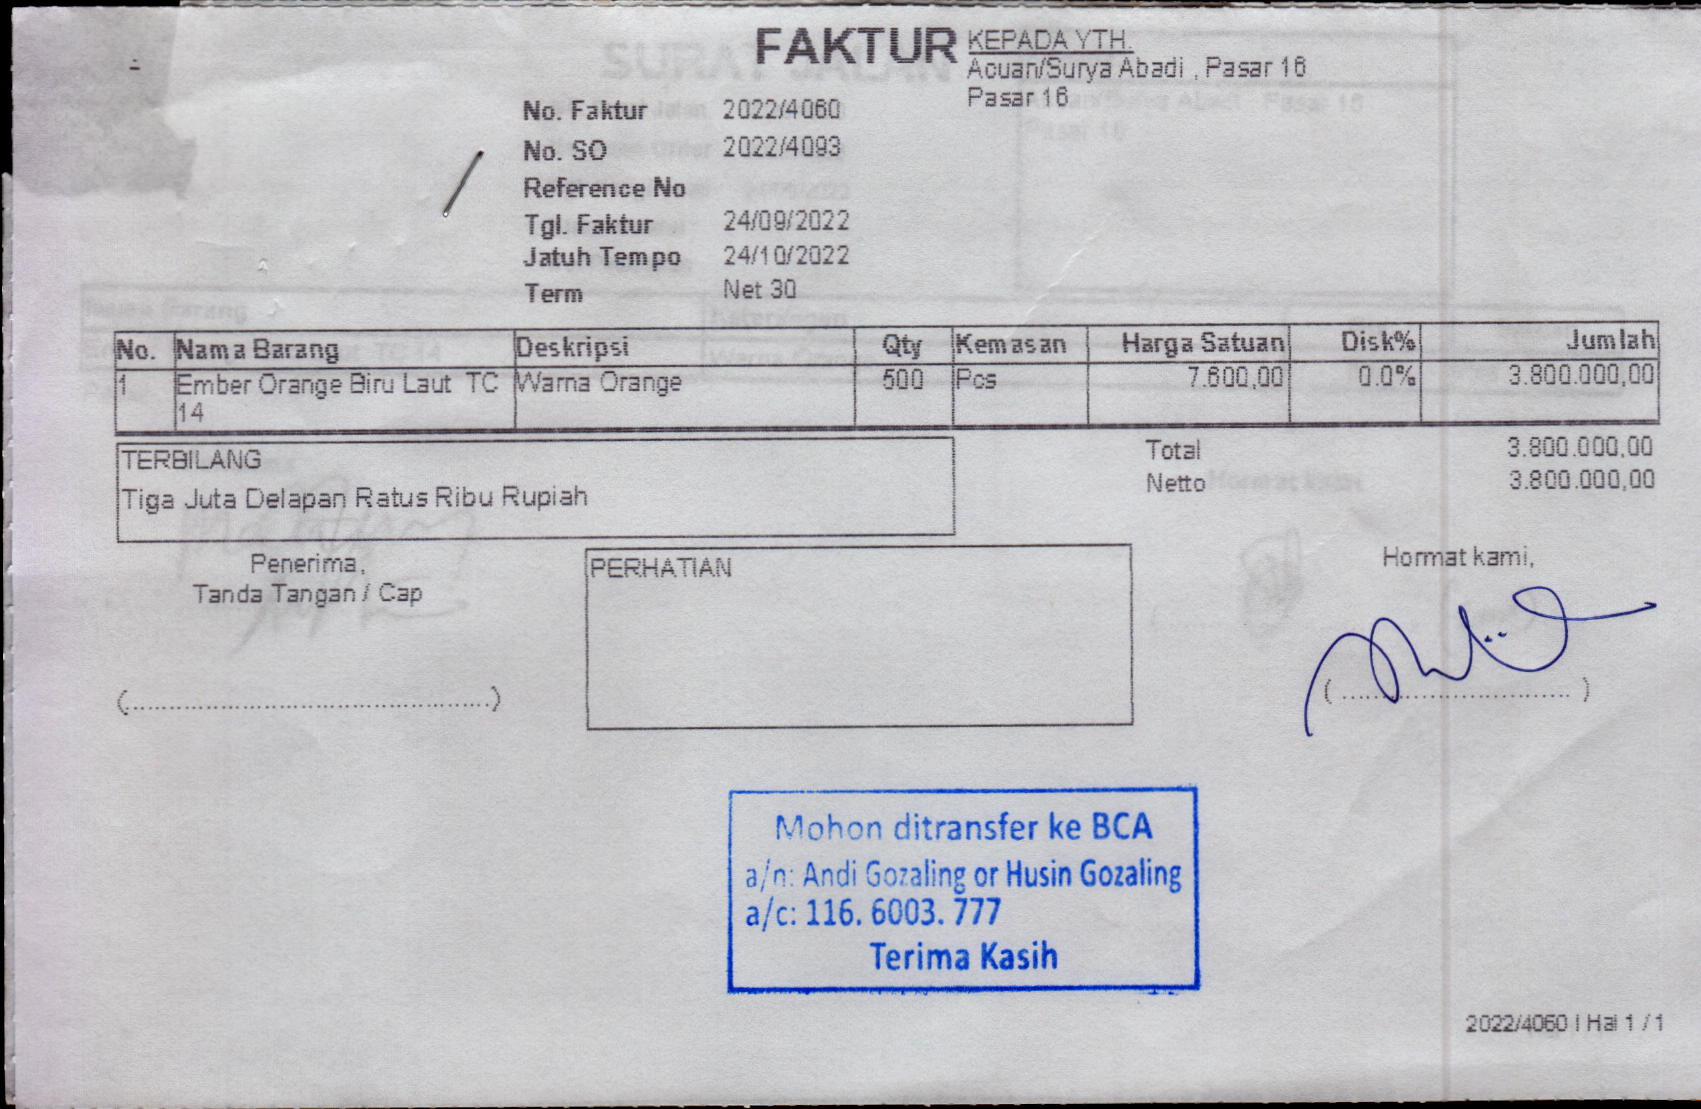 FAKTUR
KEPADA YTH.
Acuan/Surya Abadi , Pasar 16
Pasar 16
No. Faktur 2022/4060
No. SO 2022/4093
Reference No
Tgl. Faktur 24/09/2022
Jatuh Tempo 24/10/2022
Term Net 30
No. Nama Barang Deskripsi Qty Kemasan Harga Satuan Disk% Jumlah
1 Ember Orange Biru Laut TC Warna Orange 500 Pcs 7.600,00 0.0% 3.800.000,00
14
TERBILANG
Tiga Juta Delapan Ratus Ribu Rupiah
Total 3.800.000,00
Netto 3.800.000,00
Penerima,
Tanda Tangan / Cap
(..............................................)
PERHATIAN
Hormat kami,
( ............................. )
Mohon ditransfer ke BCA
a/n: Andi Gozaling or Husin Gozaling
a/c: 116. 6003. 777
Terima Kasih
2022/4060 | Hal 1 / 1